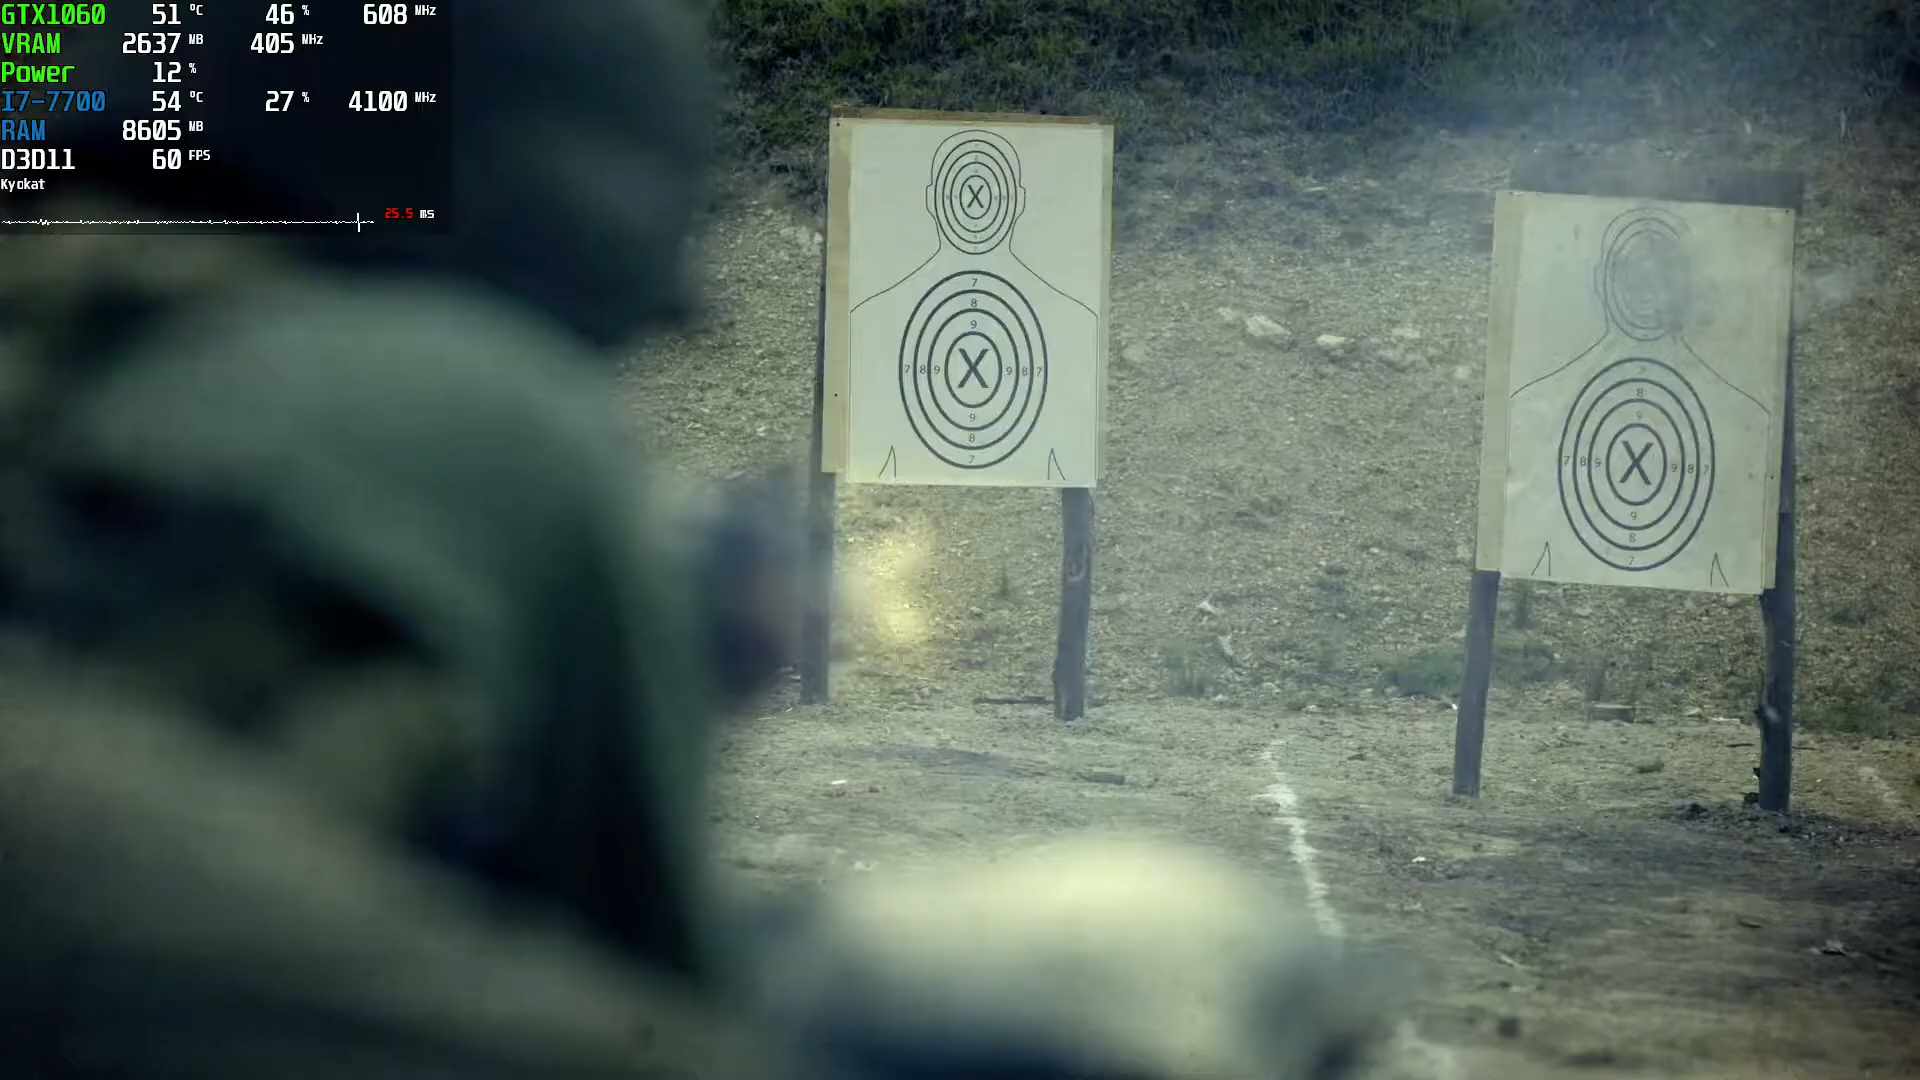 GTX1060 51 °C 46 % 608 MHz
VRAM 2637 MB 405 MHz
Power 12 %
I7-7700 54 °C 27 % 4100 MHz
RAM 8605 MB
D3D11 60 FPS
Kyokat
25.5 ms
X
7
8
9
7 8 9 X 9 8 7
9
8
7
8
9
7 8 9 X 9 8 7
9
8
7